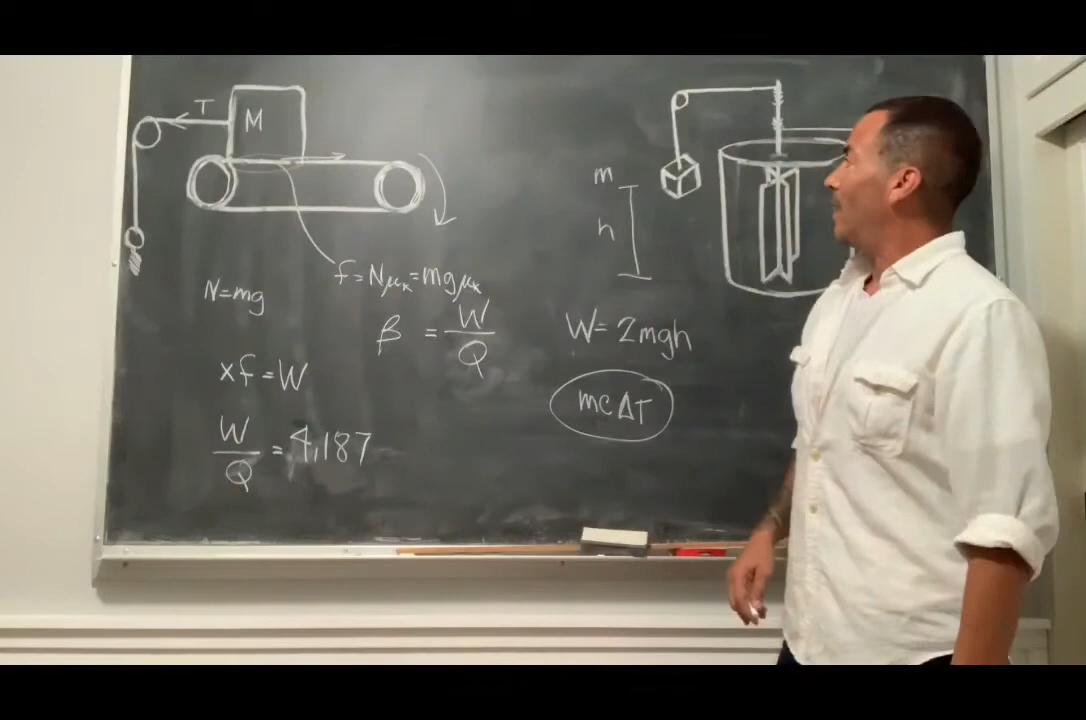 T
M
N=mg
f=Nμₖ=mgμₖ
β = W/Q
xf=W
W/Q = 4,187
m
h
W=2mgh
mcΔT